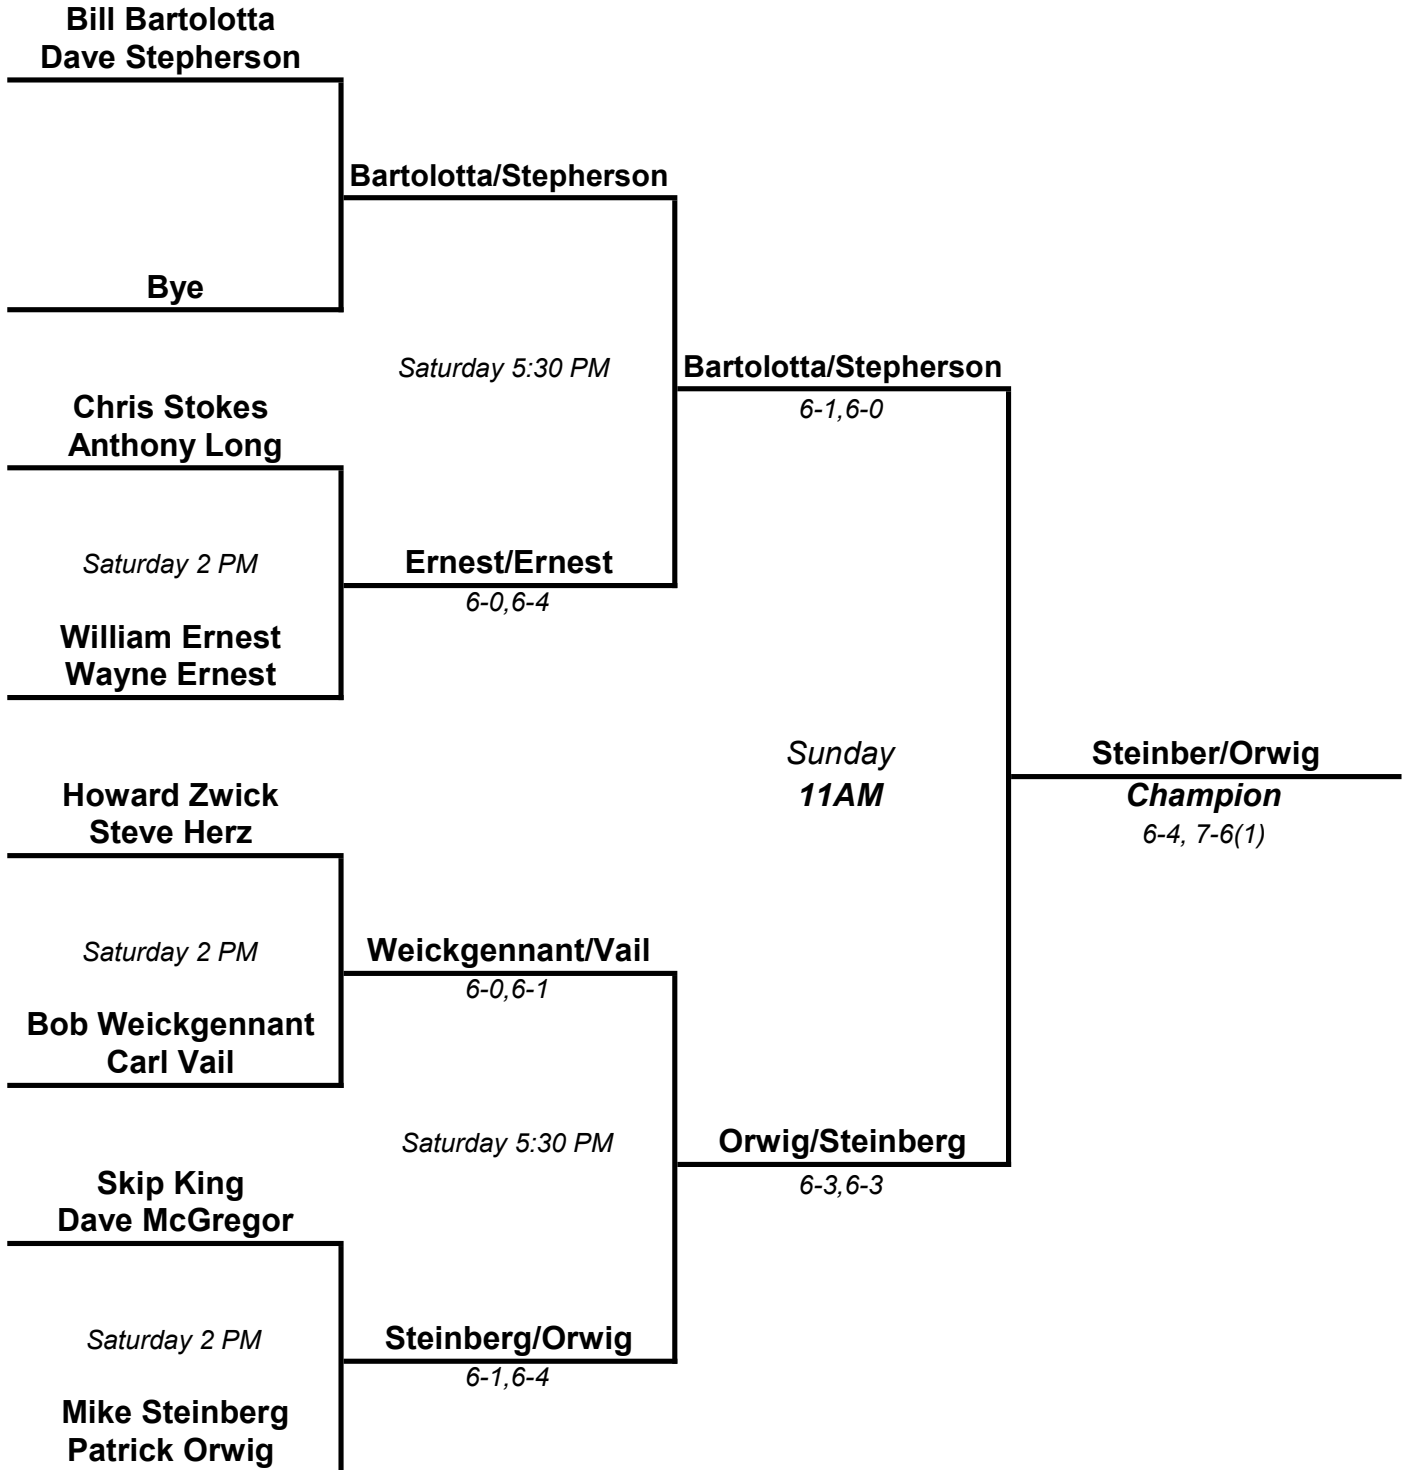 Bill Bartolotta
Dave Stepherson
Bartolotta/Stepherson
Bye
Saturday 5:30 PM
Bartolotta/Stepherson
6-1,6-0
Chris Stokes
Anthony Long
Saturday 2 PM
Ernest/Ernest
6-0,6-4
William Ernest
Wayne Ernest
Sunday
11AM
Steinber/Orwig
Champion
6-4, 7-6(1)
Howard Zwick
Steve Herz
Saturday 2 PM
Weickgennant/Vail
6-0,6-1
Bob Weickgennant
Carl Vail
Saturday 5:30 PM
Orwig/Steinberg
6-3,6-3
Skip King
Dave McGregor
Saturday 2 PM
Steinberg/Orwig
6-1,6-4
Mike Steinberg
Patrick Orwig